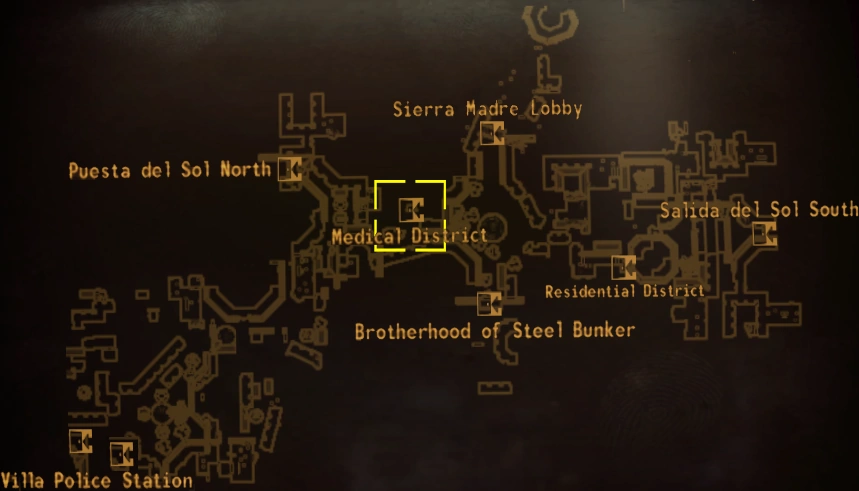 Sierra Madre Lobby
Puesta del Sol North
Salida del Sol South
Medical District
Residential District
Brotherhood of Steel Bunker
Villa Police Station